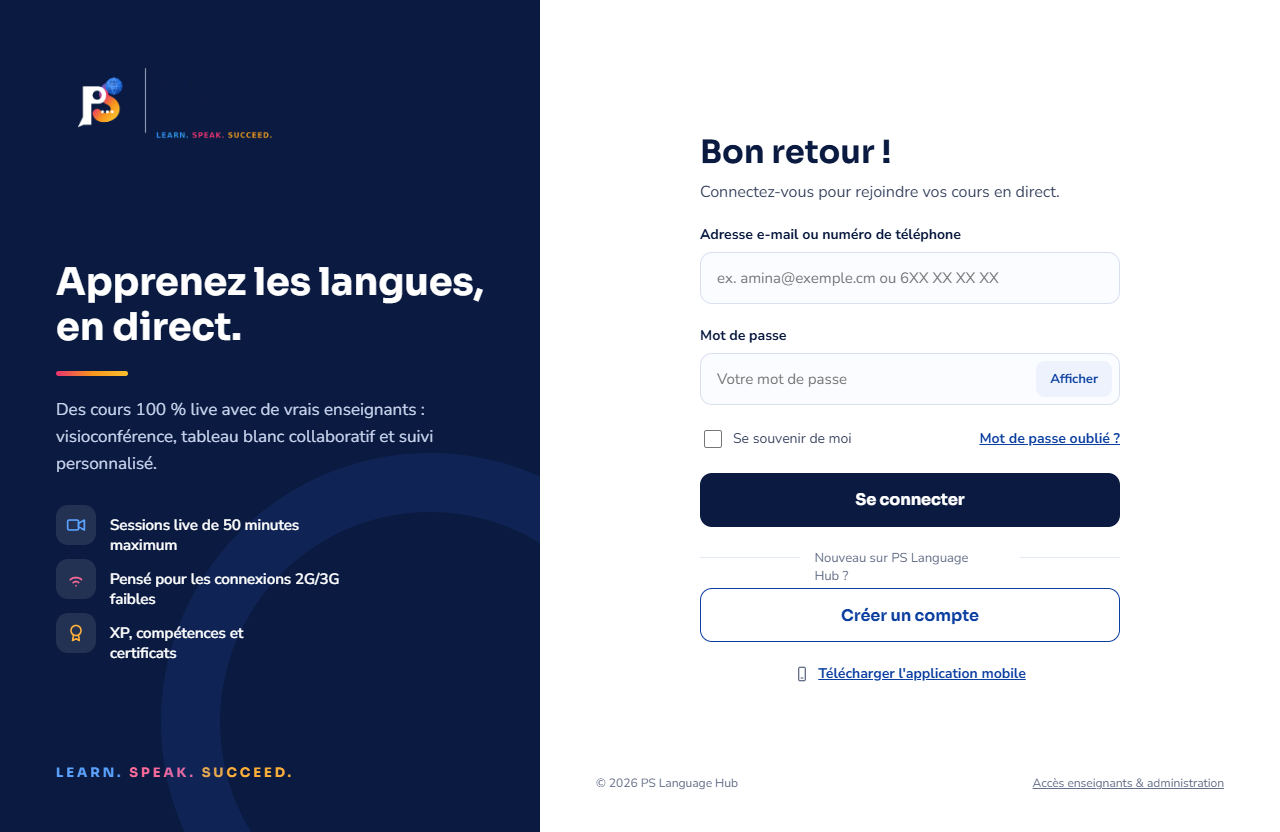 PS
LEARN. SPEAK. SUCCEED.
Apprenez les langues,
en direct.
Des cours 100 % live avec de vrais enseignants :
visioconférence, tableau blanc collaboratif et suivi
personnalisé.
Sessions live de 50 minutes
maximum
Pensé pour les connexions 2G/3G
faibles
XP, compétences et
certificats
LEARN. SPEAK. SUCCEED.
Bon retour !
Connectez-vous pour rejoindre vos cours en direct.
Adresse e-mail ou numéro de téléphone
ex. amina@exemple.cm ou 6XX XX XX XX
Mot de passe
Votre mot de passe
Afficher
Se souvenir de moi
Mot de passe oublié ?
Se connecter
Nouveau sur PS Language
Hub ?
Créer un compte
Télécharger l'application mobile
© 2026 PS Language Hub
Accès enseignants & administration